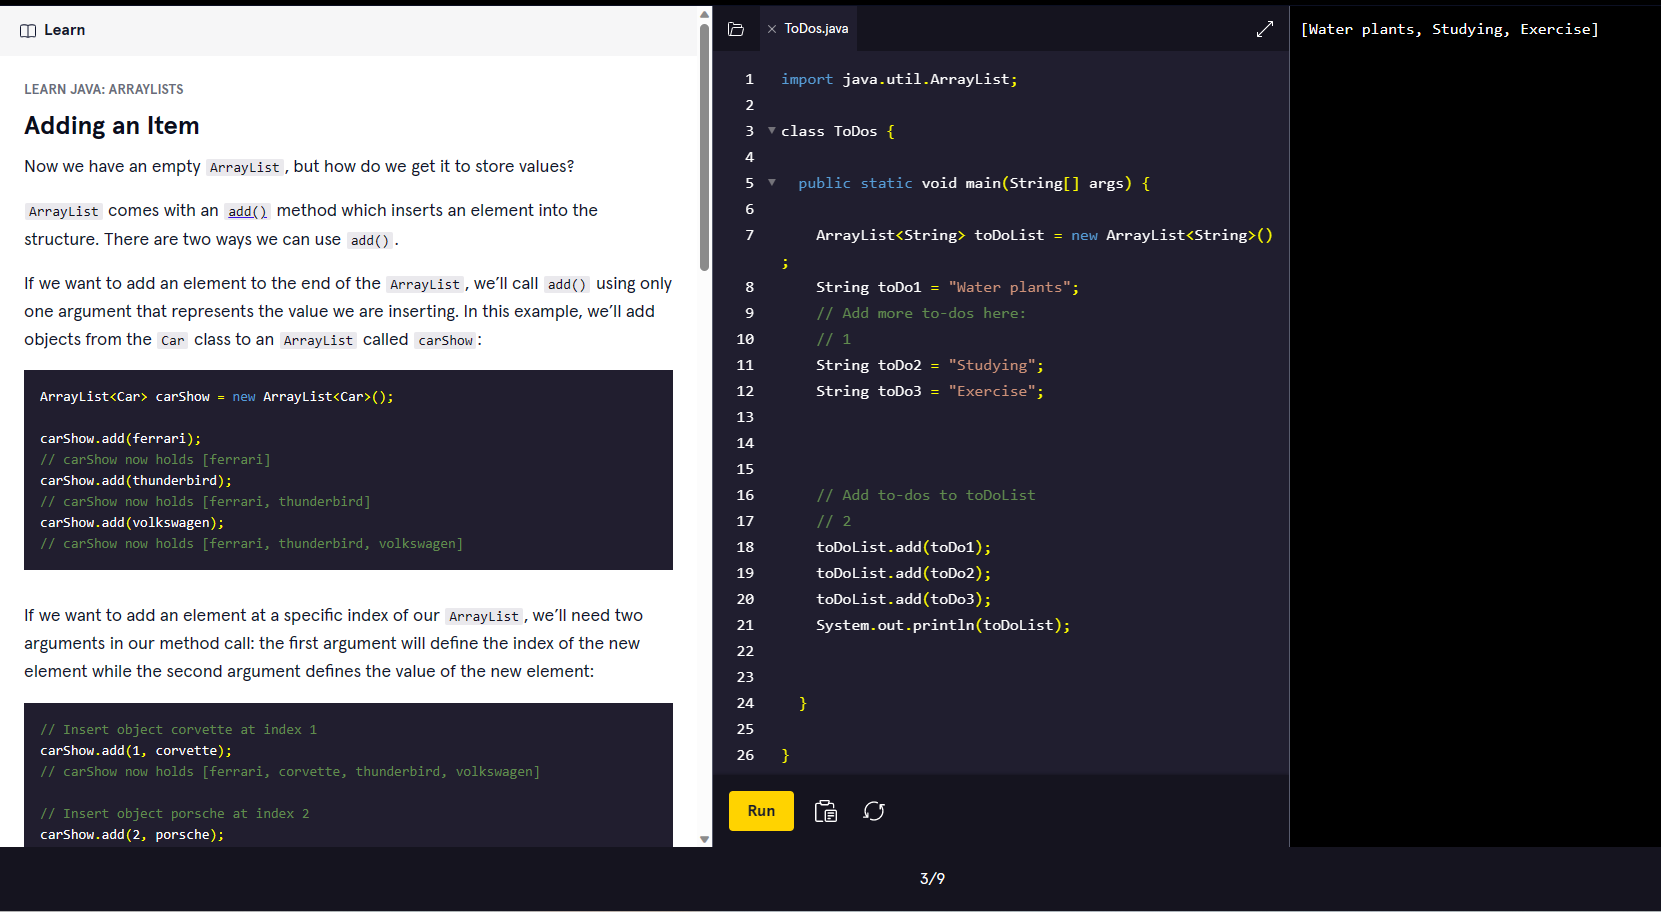 Learn
LEARN JAVA: ARRAYLISTS
Adding an Item
Now we have an empty ArrayList, but how do we get it to store values?
ArrayList comes with an add() method which inserts an element into the
structure. There are two ways we can use add().
If we want to add an element to the end of the ArrayList, we’ll call add() using only
one argument that represents the value we are inserting. In this example, we’ll add
objects from the Car class to an ArrayList called carShow:
ArrayList<Car> carShow = new ArrayList<Car>();
carShow.add(ferrari);
// carShow now holds [ferrari]
carShow.add(thunderbird);
// carShow now holds [ferrari, thunderbird]
carShow.add(volkswagen);
// carShow now holds [ferrari, thunderbird, volkswagen]
If we want to add an element at a specific index of our ArrayList, we’ll need two
arguments in our method call: the first argument will define the index of the new
element while the second argument defines the value of the new element:
// Insert object corvette at index 1
carShow.add(1, corvette);
// carShow now holds [ferrari, corvette, thunderbird, volkswagen]
// Insert object porsche at index 2
carShow.add(2, porsche);
ToDos.java
1 import java.util.ArrayList;
2
3 class ToDos {
4
5 public static void main(String[] args) {
6
7 ArrayList<String> toDoList = new ArrayList<String>()
;
8 String toDo1 = "Water plants";
9 // Add more to-dos here:
10 // 1
11 String toDo2 = "Studying";
12 String toDo3 = "Exercise";
13
14
15
16 // Add to-dos to toDoList
17 // 2
18 toDoList.add(toDo1);
19 toDoList.add(toDo2);
20 toDoList.add(toDo3);
21 System.out.println(toDoList);
22
23
24 }
25
26 }
Run
[Water plants, Studying, Exercise]
3/9